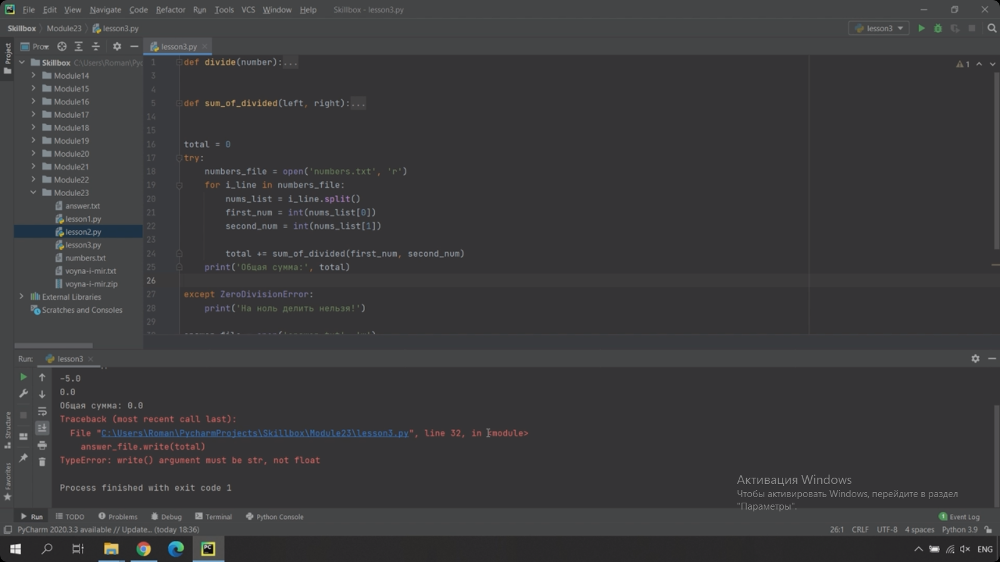 File Edit View Navigate Code Refactor Run Tools VCS Window Help Skillbox - lesson3.py
Skillbox Module23 lesson3.py lesson3
Project
lesson3.py
Skillbox C:\Users\Roman\Pyc
Module14
Module15
Module16
Module17
Module18
Module19
Module20
Module21
Module22
Module23
answer.txt
lesson1.py
lesson2.py
lesson3.py
numbers.txt
voyna-i-mir.txt
voyna-i-mir.zip
External Libraries
Scratches and Consoles
1 def divide(number):...
3
4
5 def sum_of_divided(left, right):...
14
15
16 total = 0
17 try:
18 numbers_file = open('numbers.txt', 'r')
19 for i_line in numbers_file:
20 nums_list = i_line.split()
21 first_num = int(nums_list[0])
22 second_num = int(nums_list[1])
23
24 total += sum_of_divided(first_num, second_num)
25 print('Общая сумма:', total)
26
27 except ZeroDivisionError:
28 print('На ноль делить нельзя!')
29
1
Run: lesson3
-5.0
0.0
Общая сумма: 0.0
Traceback (most recent call last):
File "C:\Users\Roman\PycharmProjects\Skillbox\Module23\lesson3.py", line 32, in <module>
answer_file.write(total)
TypeError: write() argument must be str, not float
Process finished with exit code 1
Structure
Favorites
Активация Windows
Чтобы активировать Windows, перейдите в раздел
"Параметры".
Run TODO Problems Debug Terminal Python Console 1 Event Log
PyCharm 2020.3.3 available // Update... (today 18:36) 26:1 CRLF UTF-8 4 spaces Python 3.9
PC ENG